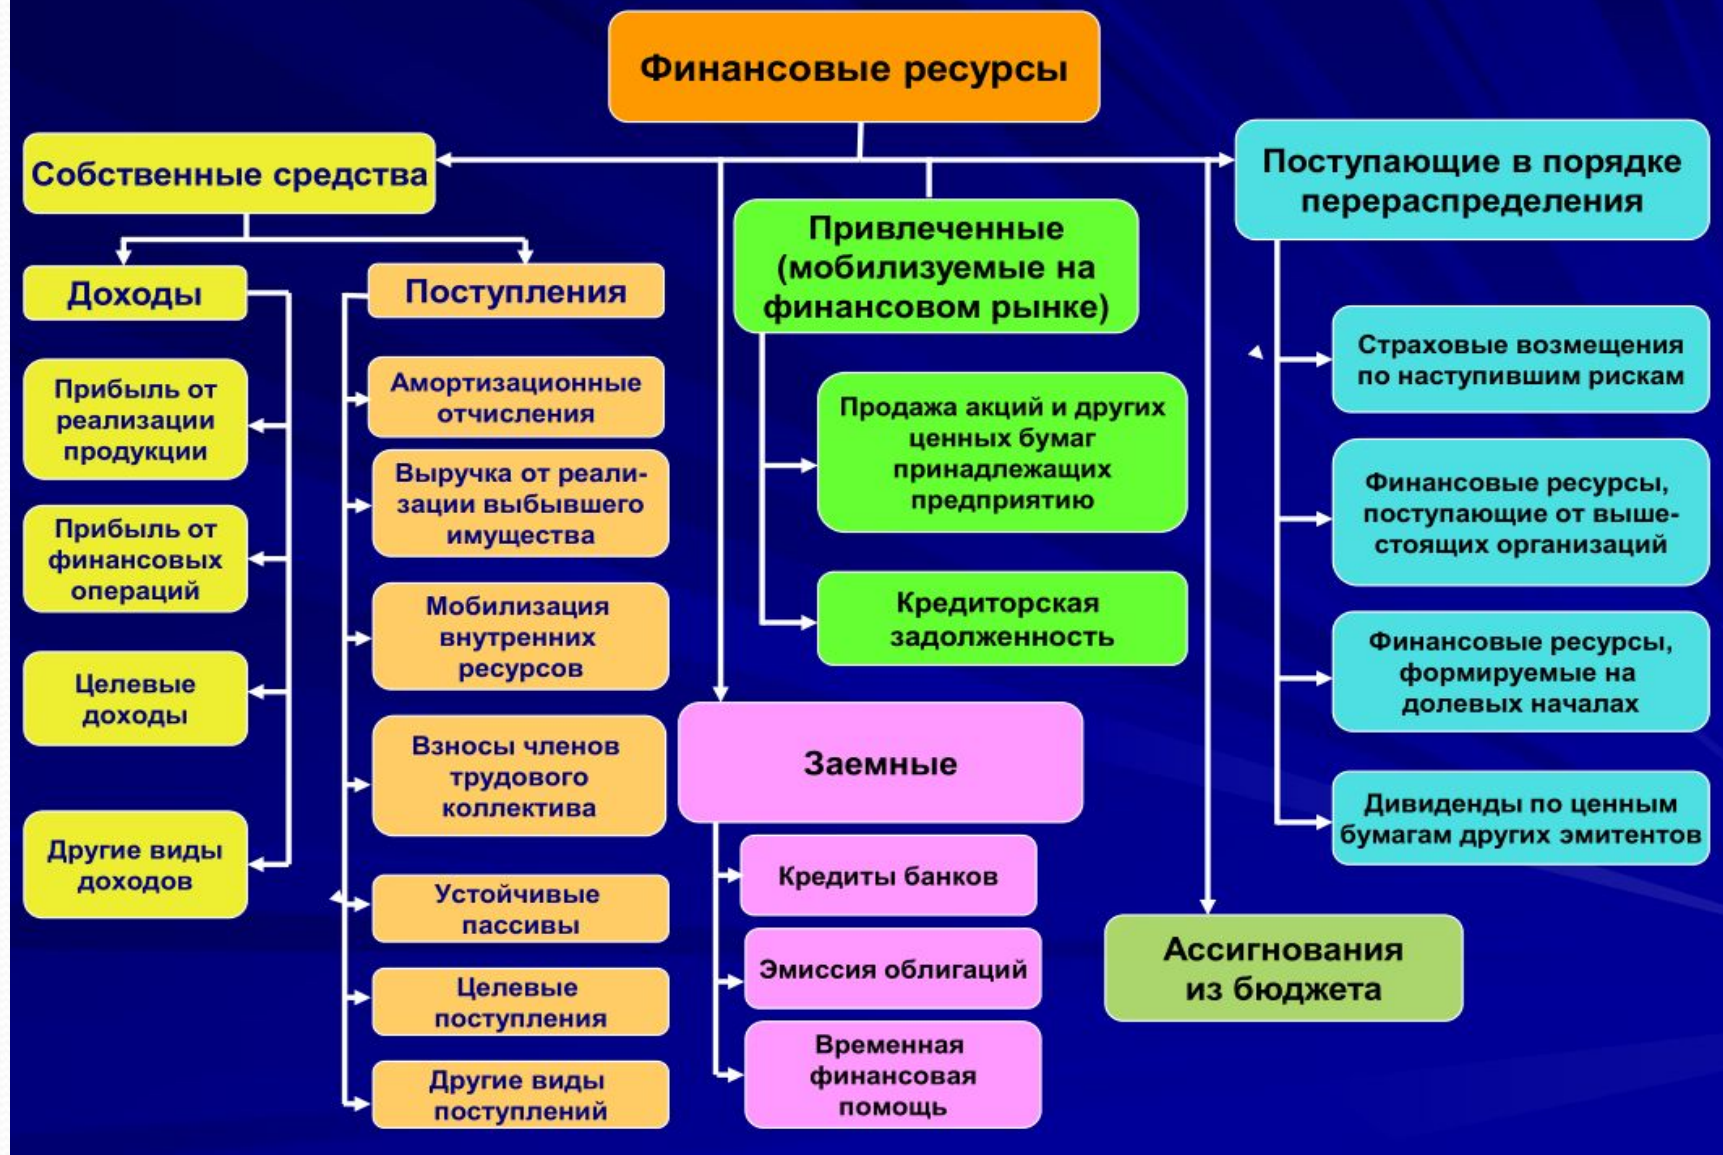 Финансовые ресурсы
Собственные средства
Доходы
Прибыль от
реализации
продукции
Прибыль от
финансовых
операций
Целевые
доходы
Другие виды
доходов
Поступления
Амортизационные
отчисления
Выручка от реали-
зации выбывшего
имущества
Мобилизация
внутренних
ресурсов
Взносы членов
трудового
коллектива
Устойчивые
пассивы
Целевые
поступления
Другие виды
поступлений
Привлеченные
(мобилизуемые на
финансовом рынке)
Продажа акций и других
ценных бумаг
принадлежащих
предприятию
Кредиторская
задолженность
Заемные
Кредиты банков
Эмиссия облигаций
Временная
финансовая
помощь
Поступающие в порядке
перераспределения
Страховые возмещения
по наступившим рискам
Финансовые ресурсы,
поступающие от выше-
стоящих организаций
Финансовые ресурсы,
формируемые на
долевых началах
Дивиденды по ценным
бумагам других эмитентов
Ассигнования
из бюджета